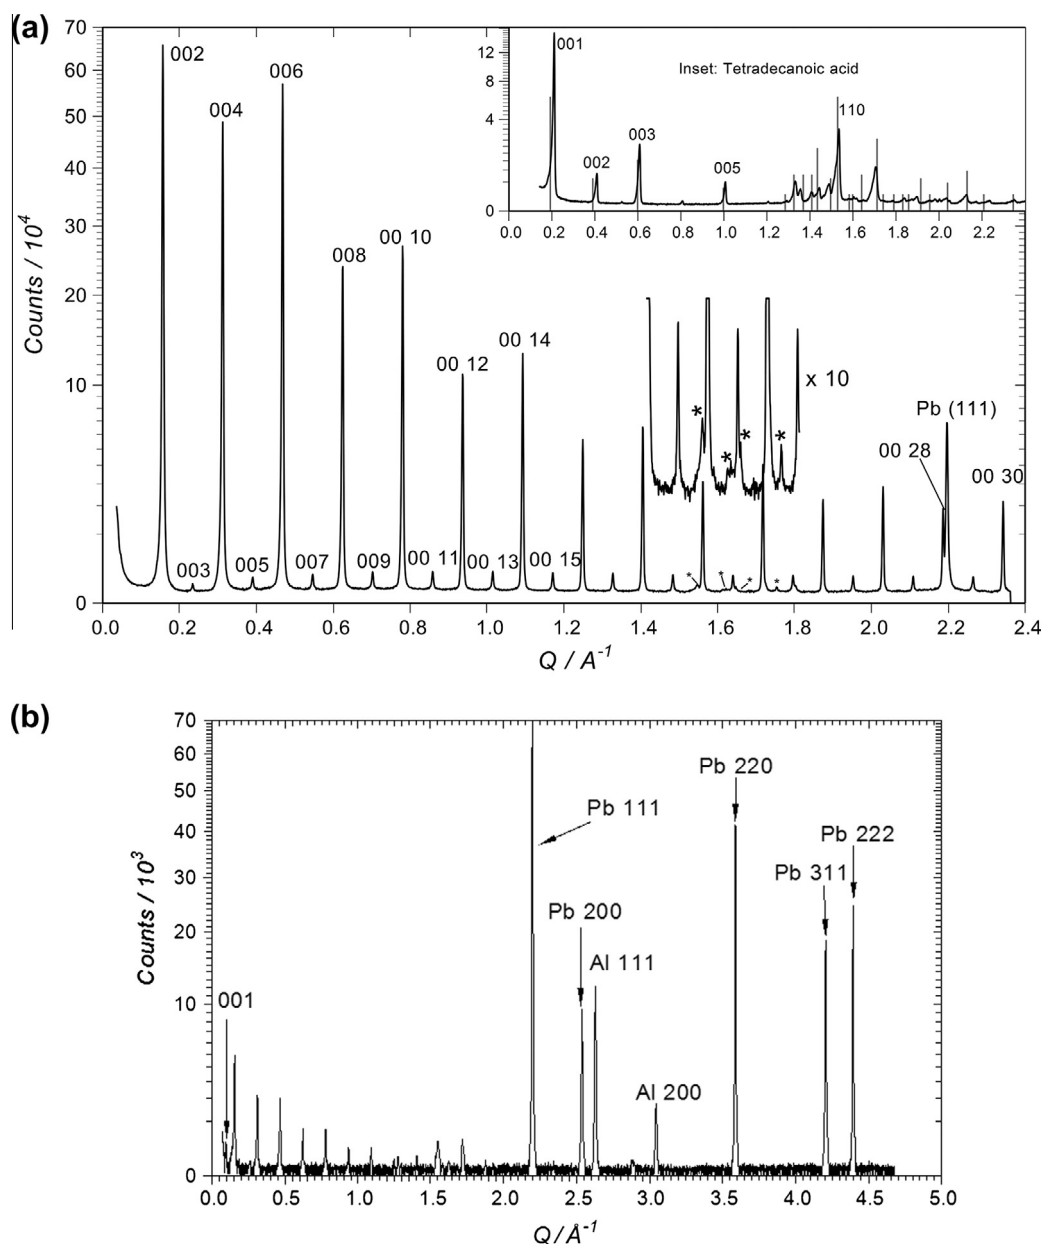 (a)
Counts / 10^4
70
60
50
40
30
20
10
0
002
004
006
008
00 10
00 12
00 14
003
005
007
009
00 11
00 13
00 15
12
8
4
0
001
Inset: Tetradecanoic acid
002
003
005
110
0.0 0.2 0.4 0.6 0.8 1.0 1.2 1.4 1.6 1.8 2.0 2.2
x 10
* * * *
* * * *
Pb (111)
00 28
00 30
0.0 0.2 0.4 0.6 0.8 1.0 1.2 1.4 1.6 1.8 2.0 2.2 2.4
Q / A^-1
(b)
Counts / 10^3
70
60
50
40
30
20
10
0
001
Pb 111
Pb 200
Al 111
Al 200
Pb 220
Pb 311
Pb 222
0.0 0.5 1.0 1.5 2.0 2.5 3.0 3.5 4.0 4.5 5.0
Q/Å^-1